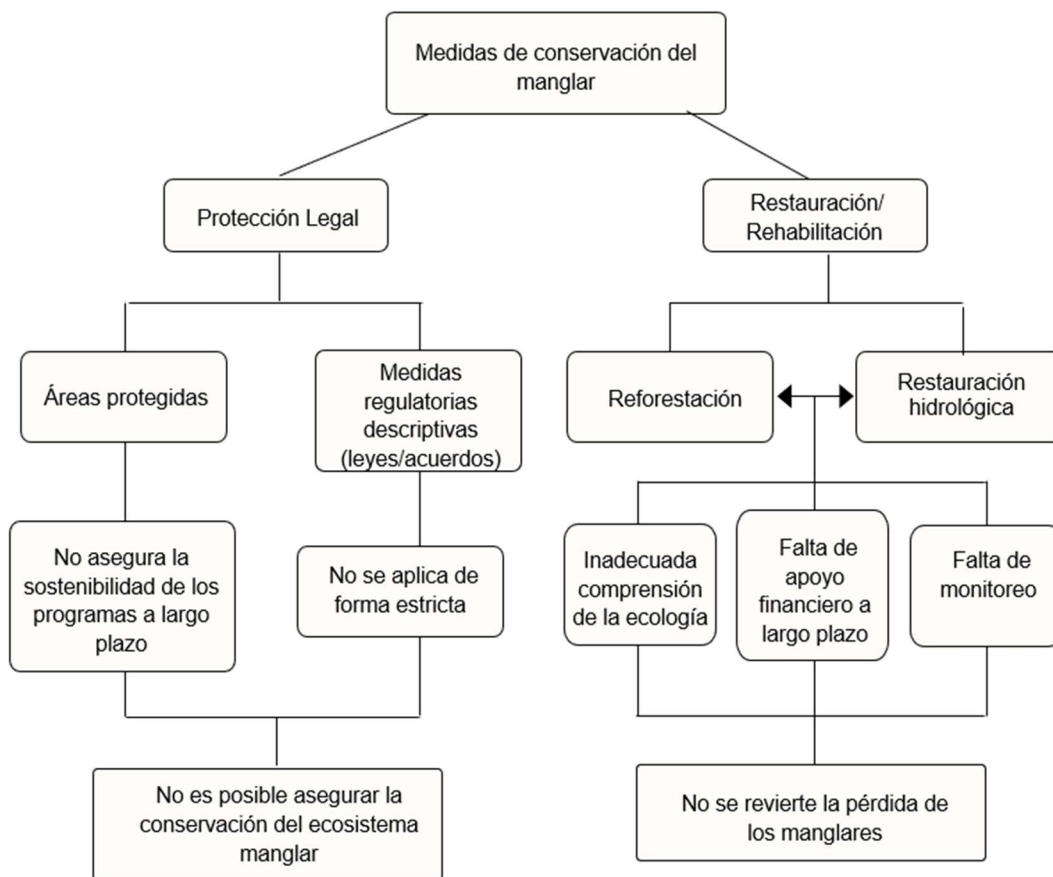 Medidas de conservación del
manglar
Protección Legal
Restauración/
Rehabilitación
Áreas protegidas
Medidas
regulatorias
descriptivas
(leyes/acuerdos)
Reforestación
Restauración
hidrológica
No asegura la
sostenibilidad de los
programas a largo
plazo
No se aplica de
forma estricta
Inadecuada
comprensión
de la ecología
Falta de
apoyo
financiero a
largo plazo
Falta de
monitoreo
No es posible asegurar la
conservación del ecosistema
manglar
No se revierte la pérdida de
los manglares